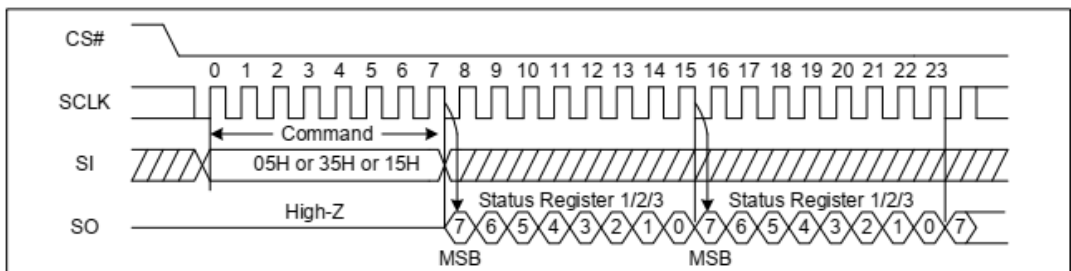 CS#
0 1 2 3 4 5 6 7 8 9 10 11 12 13 14 15 16 17 18 19 20 21 22 23
SCLK
Command
SI 05H or 35H or 15H
High-Z Status Register 1/2/3 Status Register 1/2/3
SO 7 6 5 4 3 2 1 0 7 6 5 4 3 2 1 0 7
MSB MSB